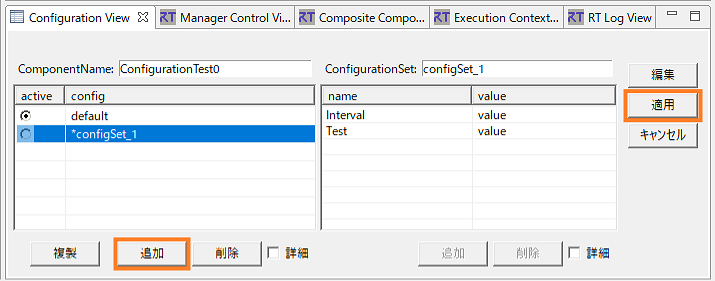 Configuration View RT Manager Control Vi... RT Composite Compo... RT Execution Context... RT RT Log View
ComponentName: ConfigurationTest0 ConfigurationSet: configSet_1
編集
active config name value
適用
default Interval value
*configSet_1 Test value
キャンセル
複製 追加 削除 詳細 追加 削除 詳細